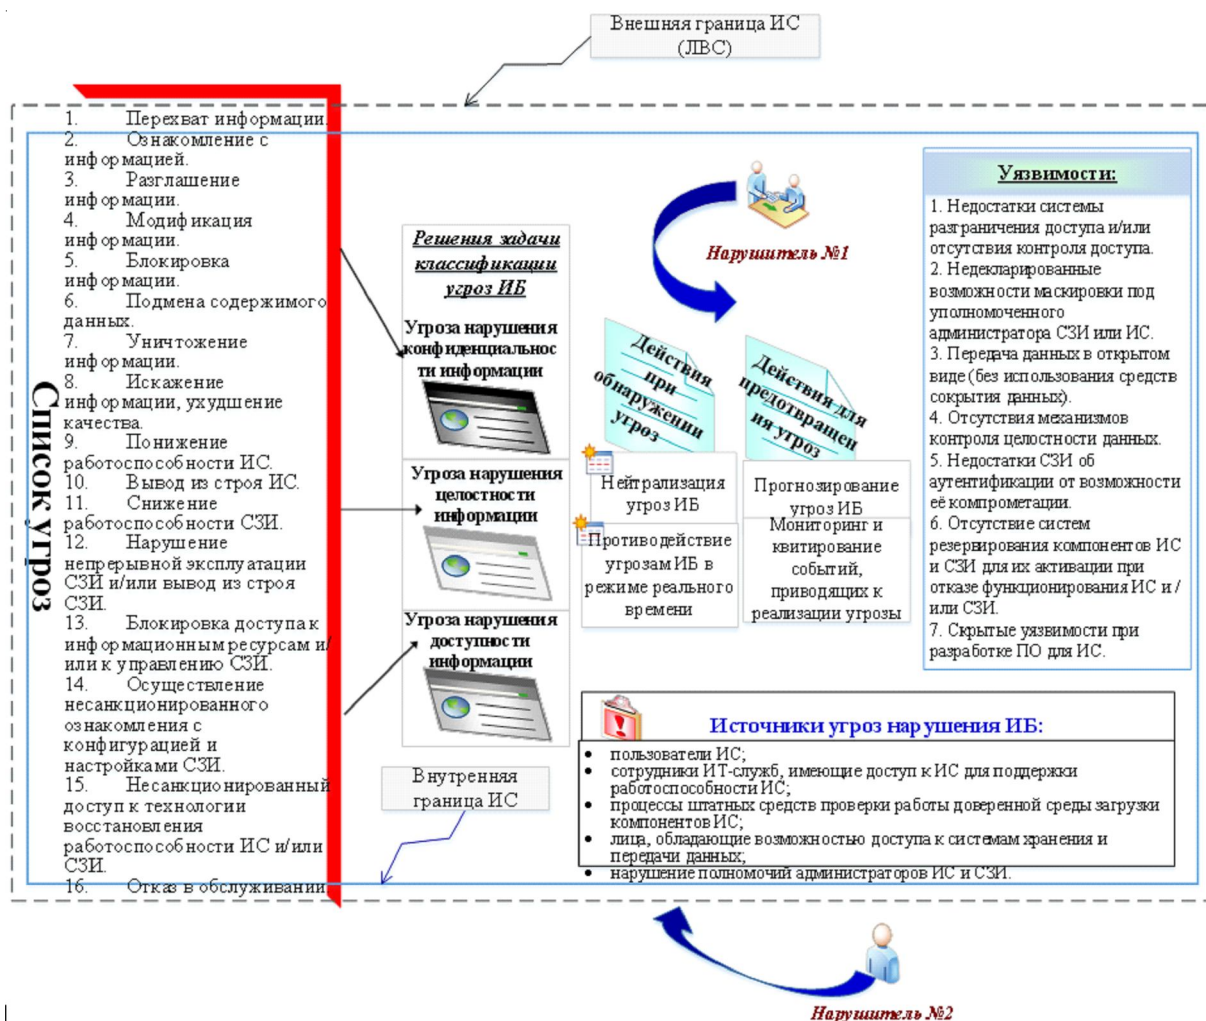 Внешняя граница ИС
(ЛВС)
Список угроз
1. Перехват информации.
2. Ознакомление с
информацией.
3. Разглашение
информации.
4. Модификация
информации.
5. Блокировка
информации.
6. Подмена содержимого
данных.
7. Уничтожение
информации.
8. Искажение
информации, ухудшение
качества.
9. Понижение
работоспособности ИС.
10. Вывод из строя ИС.
11. Снижение
работоспособности СЗИ.
12. Нарушение
непрерывной эксплуатации
СЗИ и/или вывод из строя
СЗИ.
13. Блокировка доступа к
информационным ресурсам и/
или к управлению СЗИ.
14. Осуществление
несанкционированного
ознакомления с
конфигурацией и
настройками СЗИ.
15. Несанкционированный
доступ к технологии
восстановления
работоспособности ИС и/или
СЗИ.
16. Отказ в обслуживании.
Решения задачи
классификации
угроз ИБ
Угроза нарушения
конфиденциальнос
ти информации
Угроза нарушения
целостности
информации
Угроза нарушения
доступности
информации
Внутренняя
граница ИС
Нарушитель №1
Действия
при
обнаружении
угроз
Действия для
предотвращен
ия угроз
Нейтрализация
угроз ИБ
Прогнозирование
угроз ИБ
Противодействие
угрозам ИБ в
режиме реального
времени
Мониторинг и
квитирование
событий,
приводящих к
реализации угрозы
Уязвимости:
1. Недостатки системы
разграничения доступа и/или
отсутствия контроля доступа.
2. Недекларированные
возможности маскировки под
уполномоченного
администратора СЗИ или ИС.
3. Передача данных в открытом
виде (без использования средств
сокрытия данных).
4. Отсутствия механизмов
контроля целостности данных.
5. Недостатки СЗИ об
аутентификации от возможности
её компрометации.
6. Отсутствие систем
резервирования компонентов ИС
и СЗИ для их активации при
отказе функционирования ИС и /
или СЗИ.
7. Скрытые уязвимости при
разработке ПО для ИС.
Источники угроз нарушения ИБ:
• пользователи ИС;
• сотрудники ИТ-служб, имеющие доступ к ИС для поддержки
работоспособности ИС;
• процессы штатных средств проверки работы доверенной среды загрузки
компонентов ИС;
• лица, обладающие возможностью доступа к системам хранения и
передачи данных;
• нарушение полномочий администраторов ИС и СЗИ.
Нарушитель №2